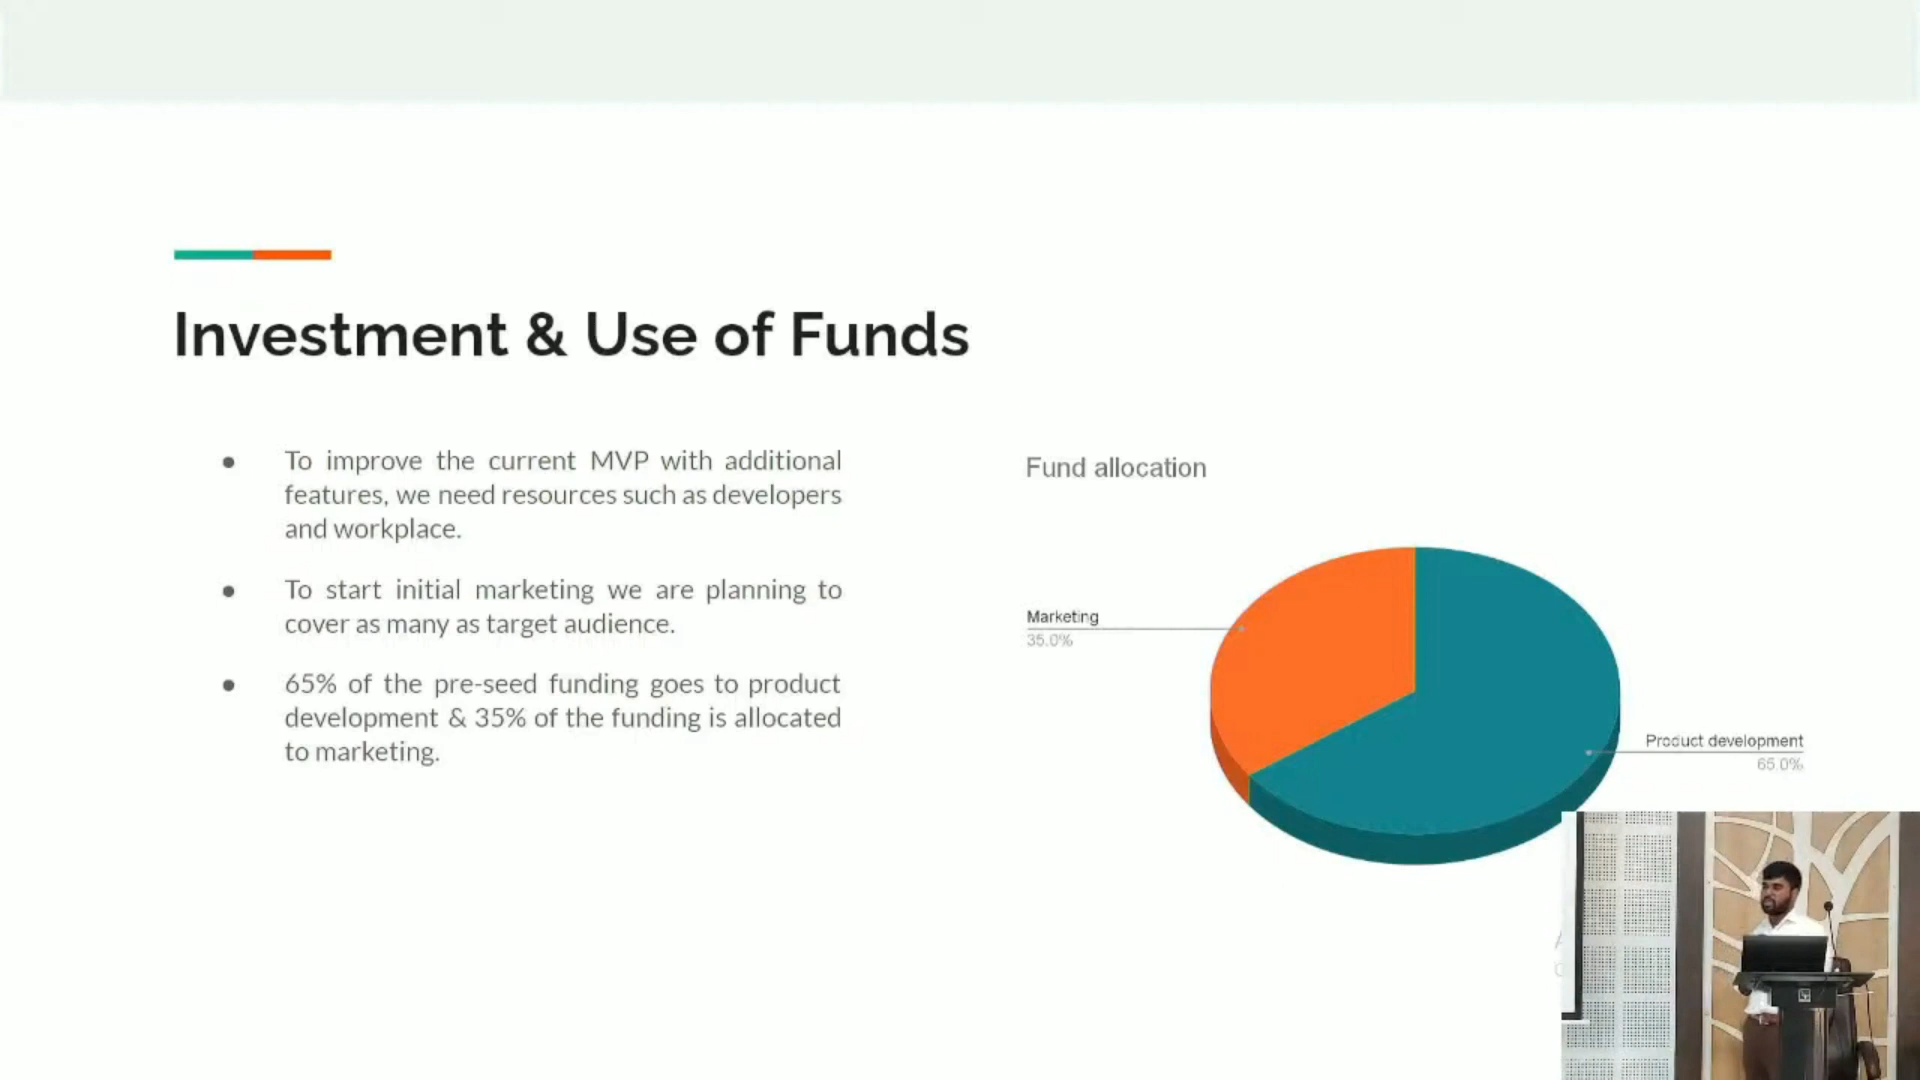 Investment & Use of Funds
● To improve the current MVP with additional
features, we need resources such as developers
and workplace.
● To start initial marketing we are planning to
cover as many as target audience.
● 65% of the pre-seed funding goes to product
development & 35% of the funding is allocated
to marketing.
Fund allocation
Marketing
35.0%
Product development
65.0%